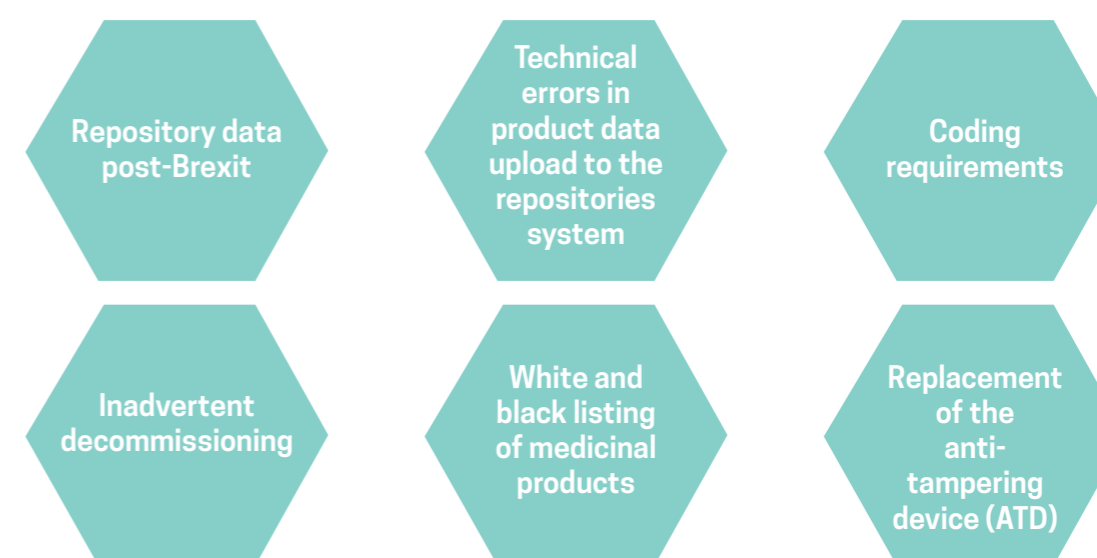 Repository data
post-Brexit
Technical
errors in
product data
upload to the
repositories
system
Coding
requirements
Inadvertent
decommissioning
White and
black listing
of medicinal
products
Replacement
of the
anti-
tampering
device (ATD)